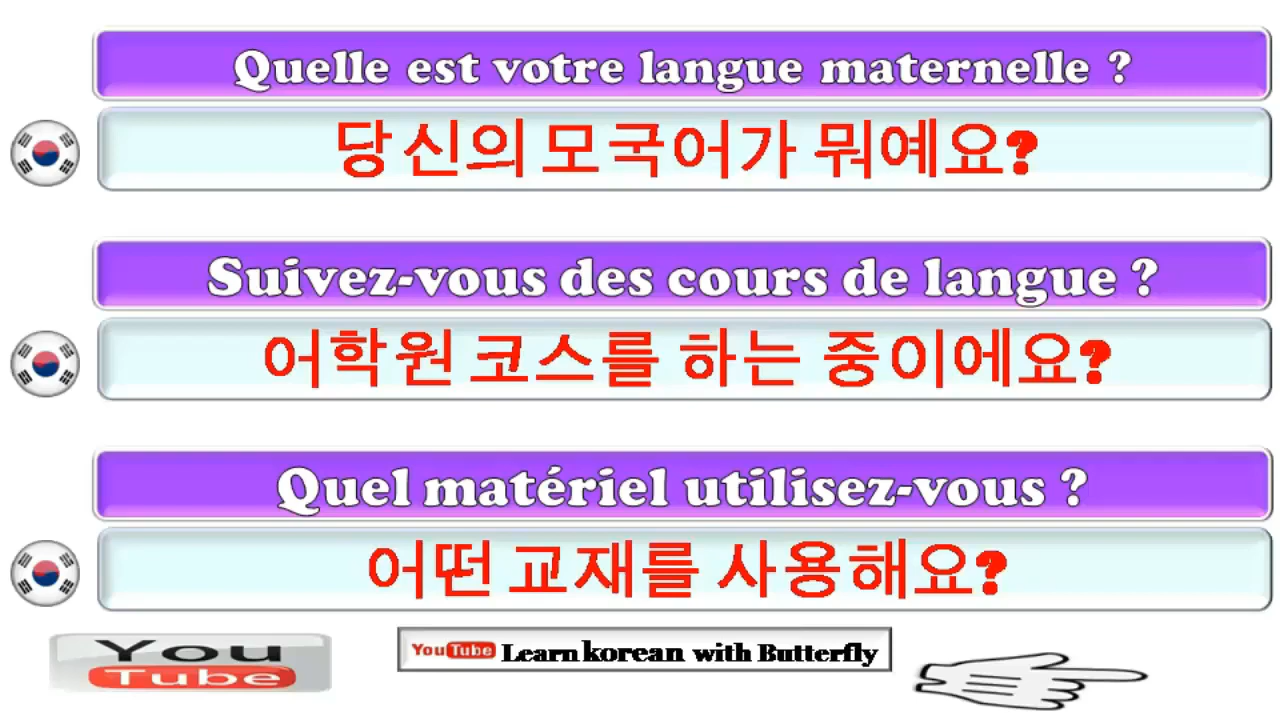 Quelle est votre langue maternelle ?
당신의 모국어가 뭐예요?
Suivez-vous des cours de langue ?
어학원 코스를 하는 중이에요?
Quel matériel utilisez-vous ?
어떤 교재를 사용해요?
You
Tube
YouTube Learn korean with Butterfly